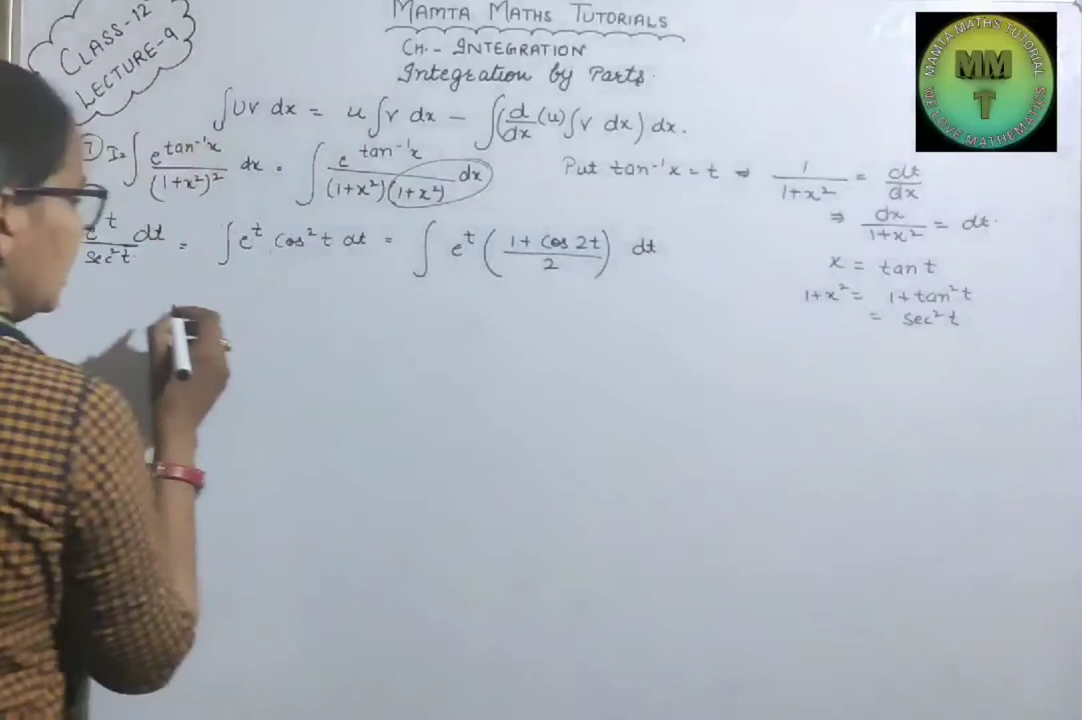 CLASS-12
LECTURE-9
MAMTA MATHS TUTORIALS
CH.- INTEGRATION
Integration by Parts.
∫UV dx = u∫v dx - ∫(d/dx (u)∫v dx) dx.
⑦ I= ∫ e^(tan⁻¹x)/(1+x²)² dx = ∫ e^(tan⁻¹x)/((1+x²)(1+x²)) dx
Put tan⁻¹x = t ⇒ 1/(1+x²) = dt/dx
⇒ dx/(1+x²) = dt.
e^t/sec²t dt = ∫e^t cos²t dt = ∫ e^t ((1+cos 2t)/2) dt
x = tan t
1+x² = 1+tan²t
= sec²t
MAMTA MATHS TUTORIAL
MM
T
WE LOVE MATHEMATICS